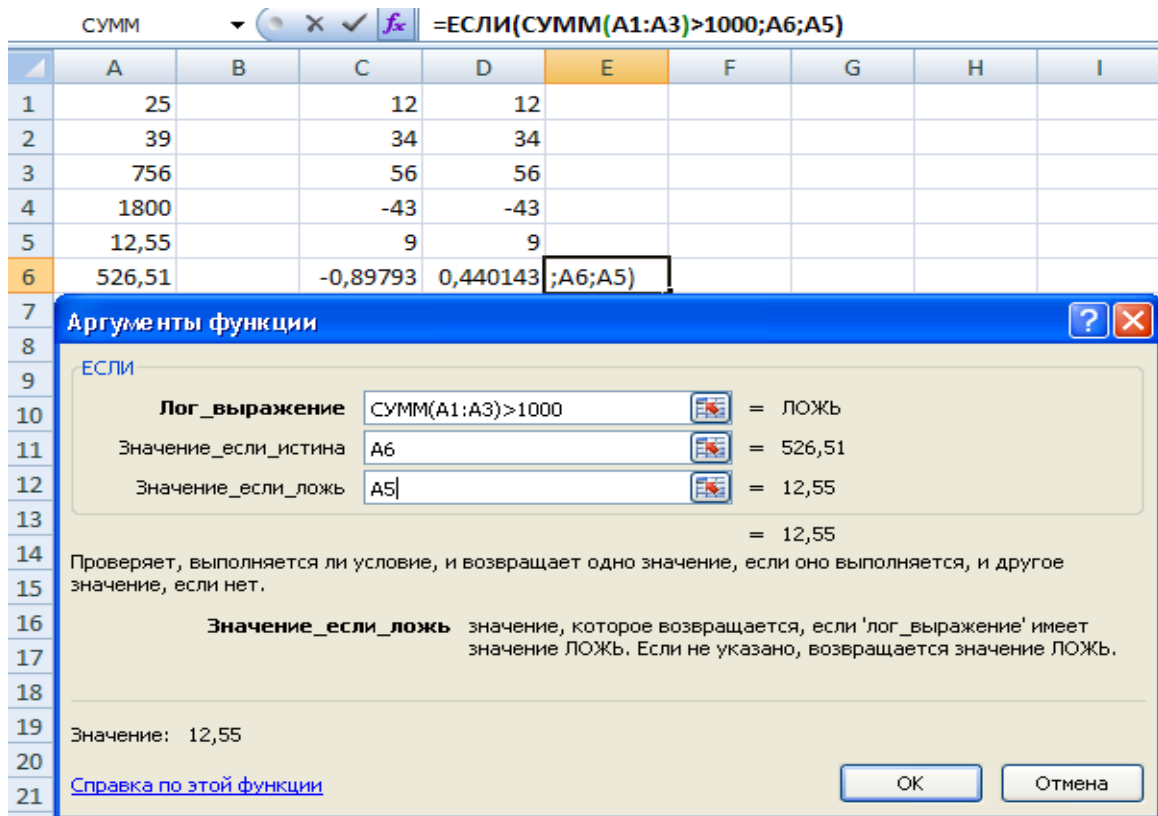 СУММ =ЕСЛИ(СУММ(A1:A3)>1000;A6;A5)
A B C D E F G H I
1 25 12 12
2 39 34 34
3 756 56 56
4 1800 -43 -43
5 12,55 9 9
6 526,51 -0,89793 0,440143 ;A6;A5)
7
Аргументы функции
8
ЕСЛИ
9
10 Лог_выражение СУММ(A1:A3)>1000 = ЛОЖЬ
11 Значение_если_истина A6 = 526,51
12 Значение_если_ложь A5 = 12,55
13 = 12,55
14 Проверяет, выполняется ли условие, и возвращает одно значение, если оно выполняется, и другое
15 значение, если нет.
16 Значение_если_ложь значение, которое возвращается, если 'лог_выражение' имеет
17 значение ЛОЖЬ. Если не указано, возвращается значение ЛОЖЬ.
18
19 Значение: 12,55
20
21 Справка по этой функции ОК Отмена